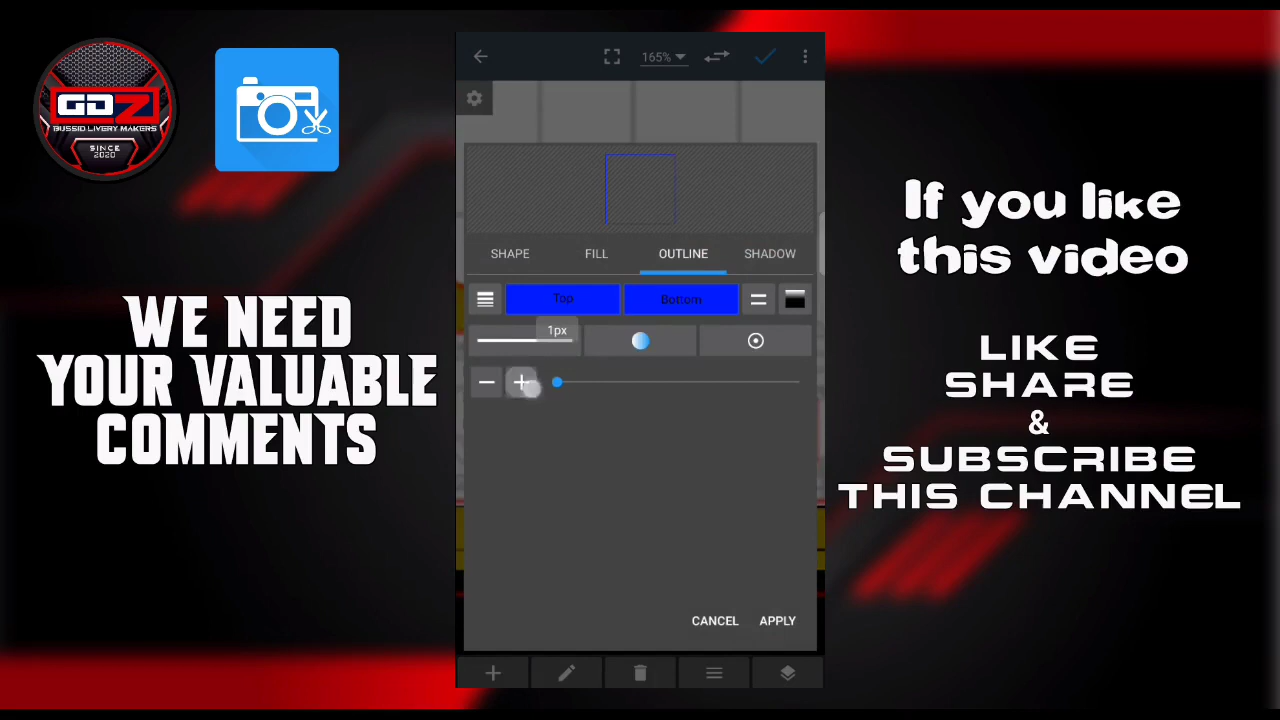 GDZ
BUSSID LIVERY MAKERS
SINCE
2020
WE NEED
YOUR VALUABLE
COMMENTS
165%
SHAPE
FILL
OUTLINE
SHADOW
Top
Bottom
1px
CANCEL
APPLY
If you like
this video
LIKE
SHARE
&
SUBSCRIBE
THIS CHANNEL